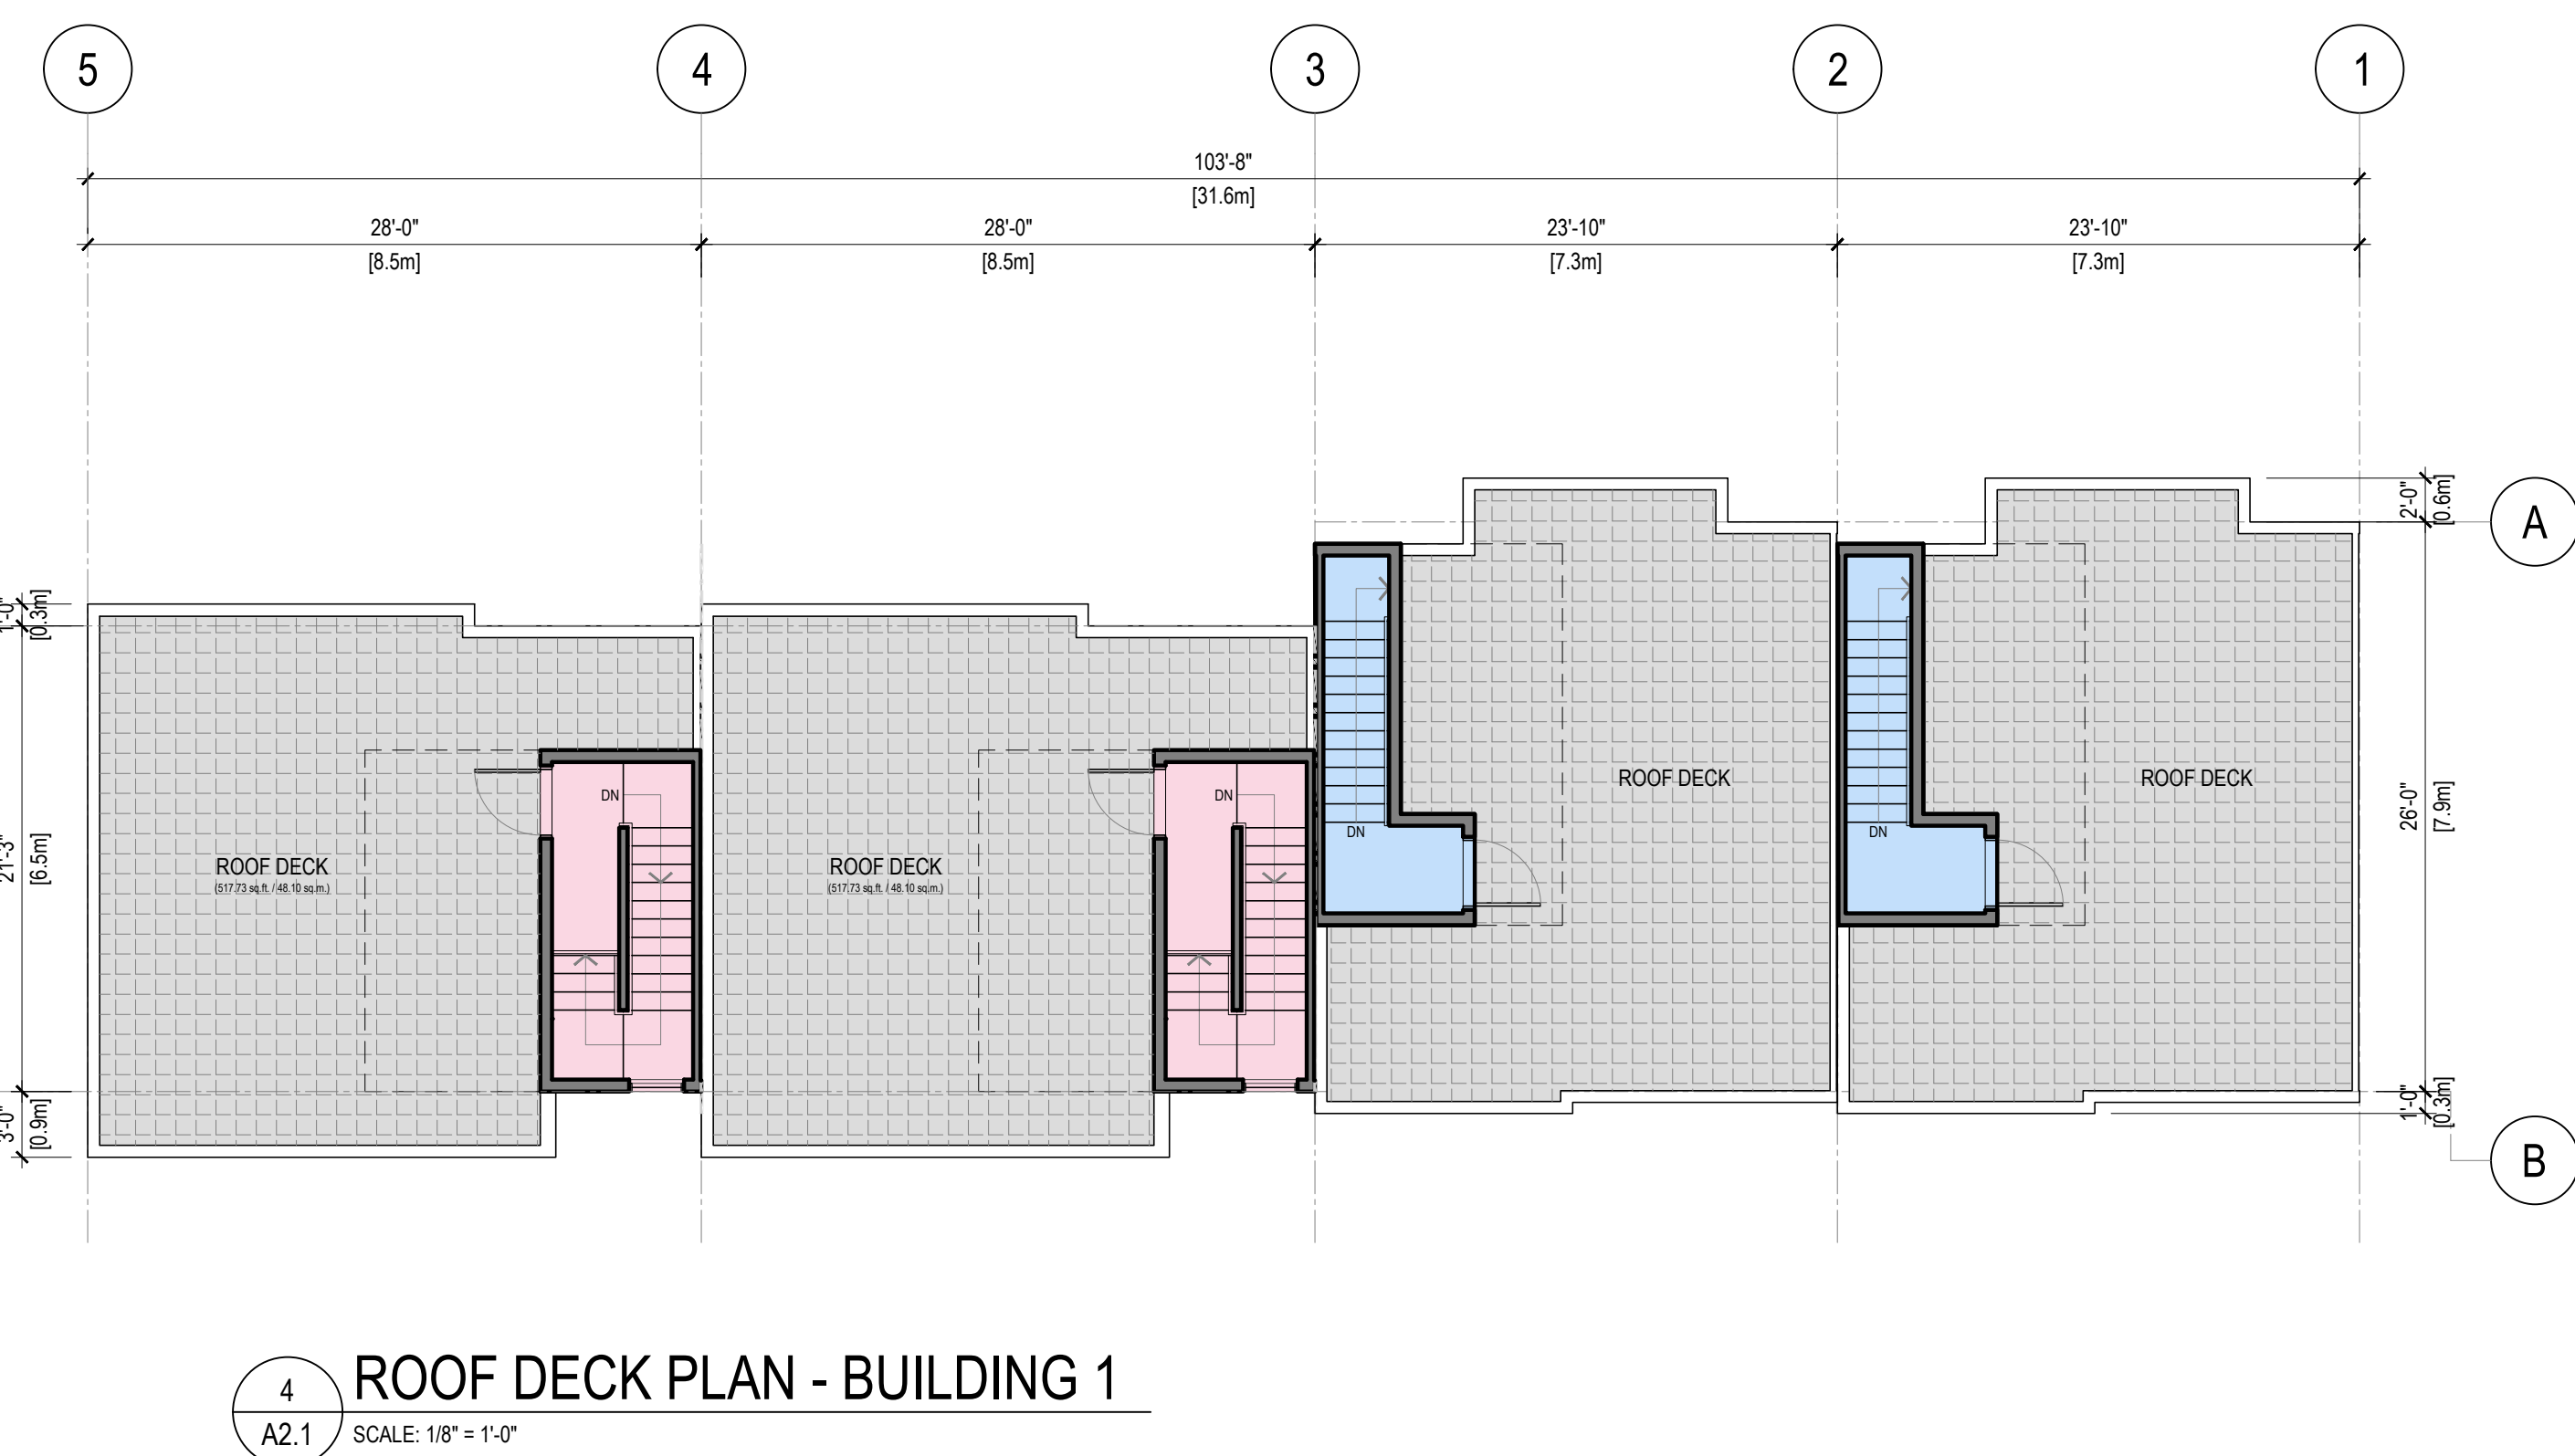 5
4
3
2
1
103'-8"
[31.6m]
28'-0"
28'-0"
23'-10"
23'-10"
[8.5m]
[8.5m]
[7.3m]
[7.3m]
2'-0"
[0.6m]
A
1'-0"
[0.3m]
ROOF DECK
ROOF DECK
DN
DN
26'-0"
[7.9m]
DN
DN
21'-3"
[6.5m]
ROOF DECK
(517.73 sq.ft. / 48.10 sq.m.)
ROOF DECK
(517.73 sq.ft. / 48.10 sq.m.)
3'-0"
[0.9m]
1'-0"
[0.3m]
B
4
A2.1
ROOF DECK PLAN - BUILDING 1
SCALE: 1/8" = 1'-0"